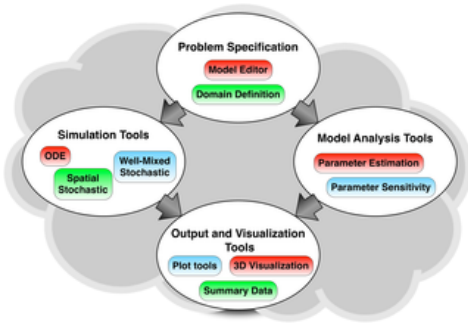 Problem Specification
Model Editor
Domain Definition
Simulation Tools
ODE
Well-Mixed
Stochastic
Spatial
Stochastic
Model Analysis Tools
Parameter Estimation
Parameter Sensitivity
Output and Visualization
Tools
Plot tools 3D Visualization
Summary Data